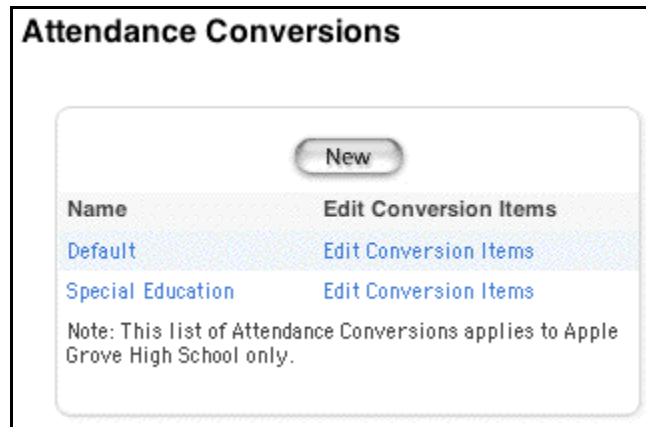 Attendance Conversions
New
Name Edit Conversion Items
Default Edit Conversion Items
Special Education Edit Conversion Items
Note: This list of Attendance Conversions applies to Apple
Grove High School only.